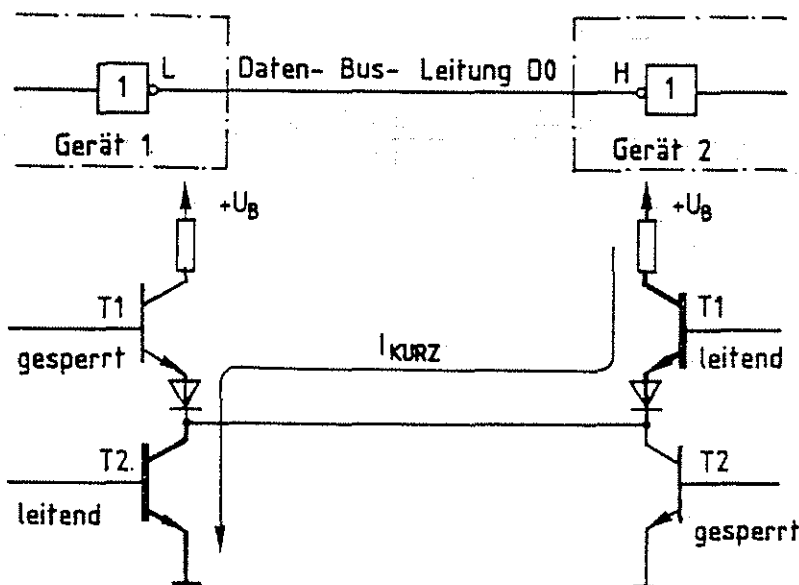 1 L Daten- Bus- Leitung D0 H 1
Gerät 1. Gerät 2
+UB +UB
T1 T1
gesperrt IKURZ leitend
T2. T2
leitend gesperrt